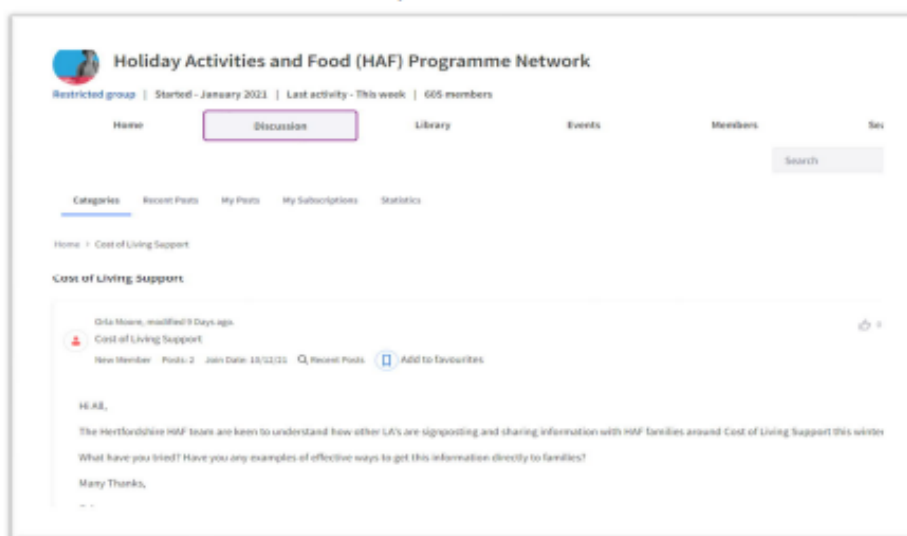 Holiday Activities and Food (HAF) Programme Network
Restricted group | Started - January 2021 | Last activity - This week | 605 members
Home Discussion Library Events Members
Search
Categories Recent Posts My Posts My Subscriptions Statistics
Home > Cost of Living Support
Cost of Living Support
Orla Moore, modified 9 Days ago.
Cost of Living Support
New Member Posts: 2 Join Date: 10/12/21 Recent Posts Add to favourites
0
Hi All,
The Hertfordshire HAF team are keen to understand how other LA's are signposting and sharing information with HAF families around Cost of Living Support this winter
What have you tried? Have you any examples of effective ways to get this information directly to families?
Many Thanks,